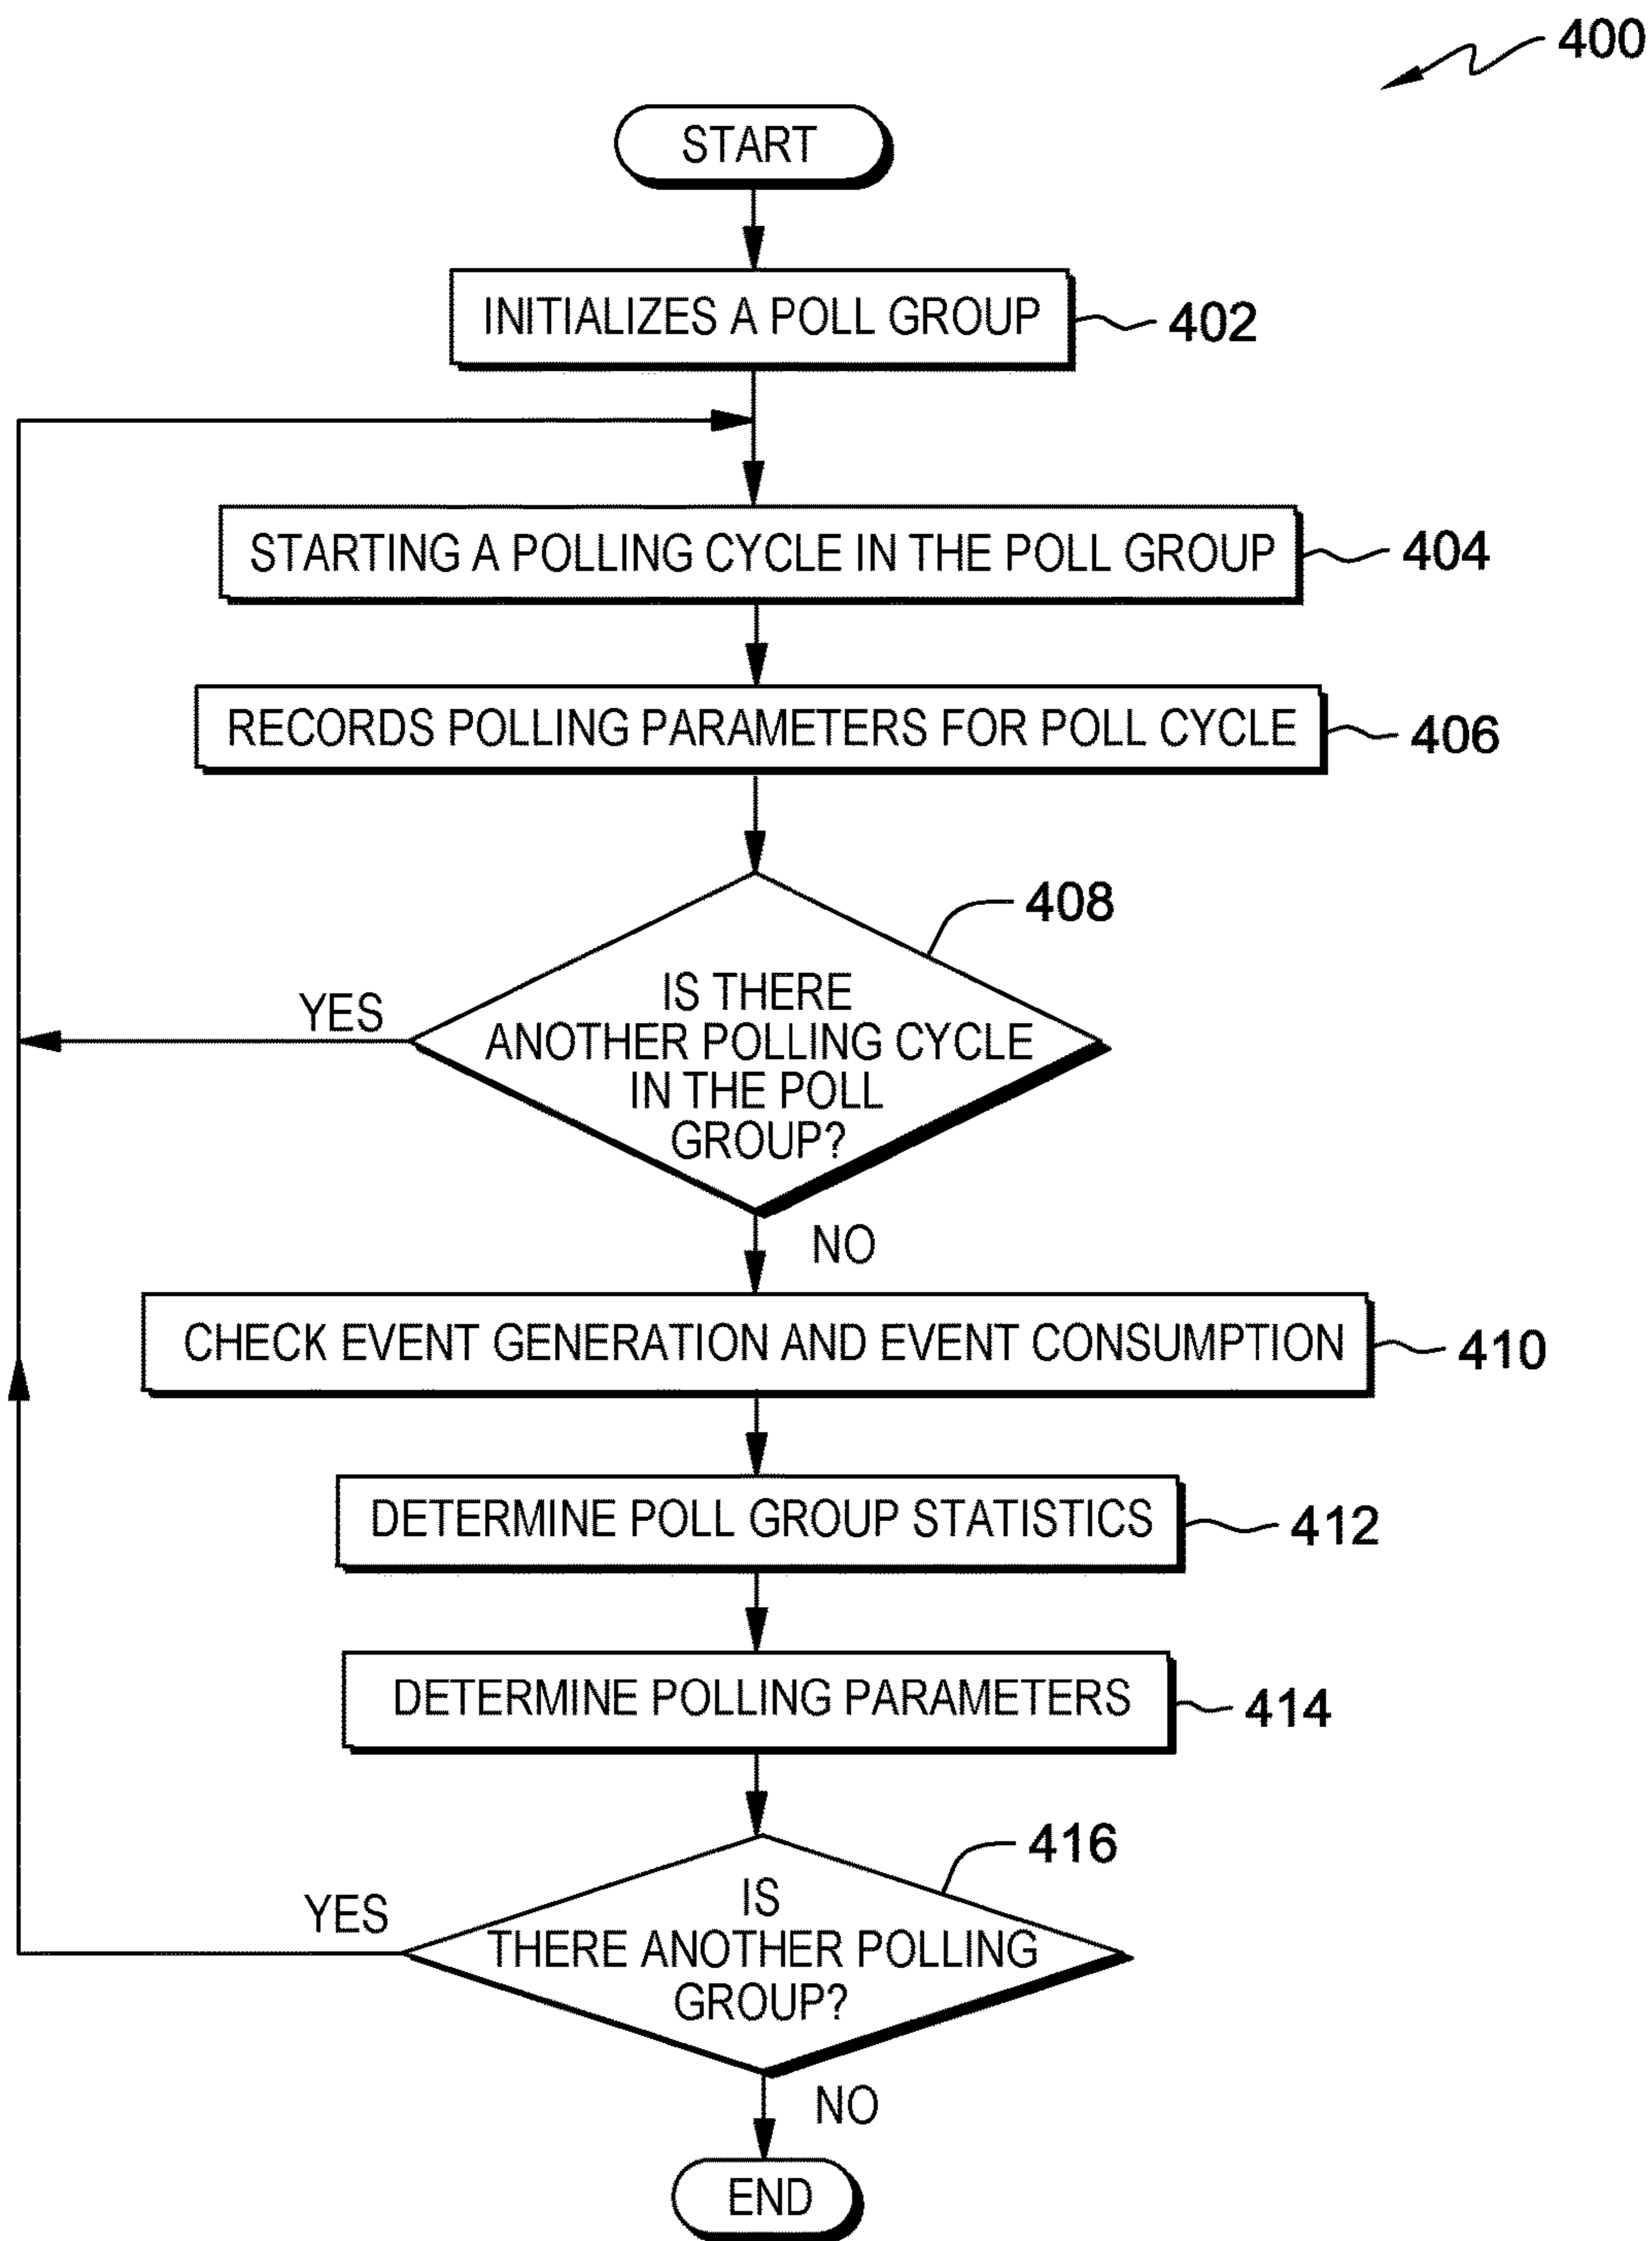 400
START
INITIALIZES A POLL GROUP
402
STARTING A POLLING CYCLE IN THE POLL GROUP
404
RECORDS POLLING PARAMETERS FOR POLL CYCLE
406
408
IS THERE
ANOTHER POLLING CYCLE
IN THE POLL
GROUP?
YES
NO
CHECK EVENT GENERATION AND EVENT CONSUMPTION
410
DETERMINE POLL GROUP STATISTICS
412
DETERMINE POLLING PARAMETERS
414
416
IS
THERE ANOTHER POLLING
GROUP?
YES
NO
END